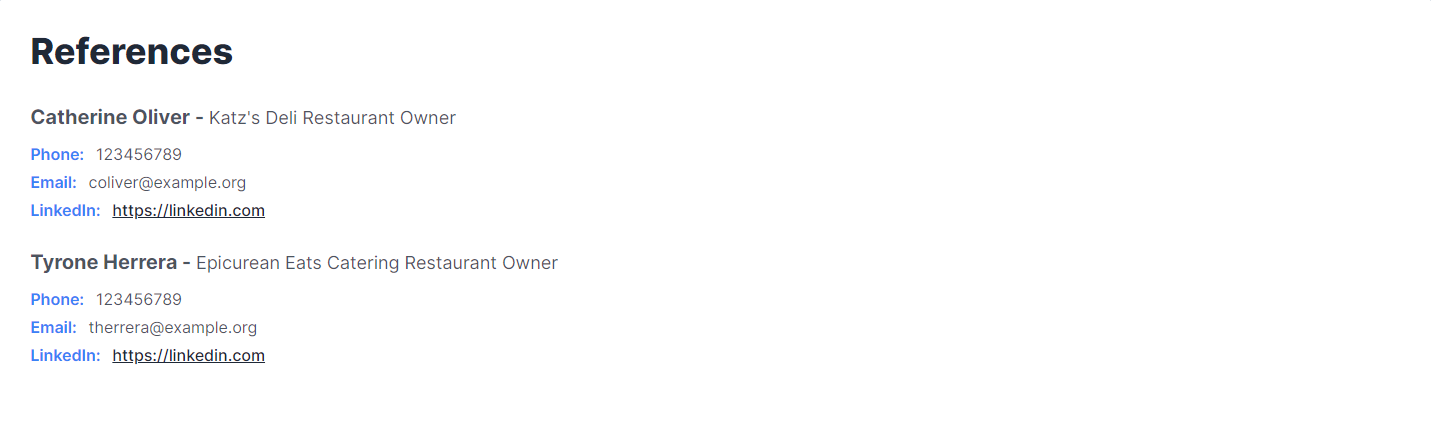 References
Catherine Oliver - Katz's Deli Restaurant Owner
Phone: 123456789
Email: coliver@example.org
LinkedIn: https://linkedin.com
Tyrone Herrera - Epicurean Eats Catering Restaurant Owner
Phone: 123456789
Email: therrera@example.org
LinkedIn: https://linkedin.com